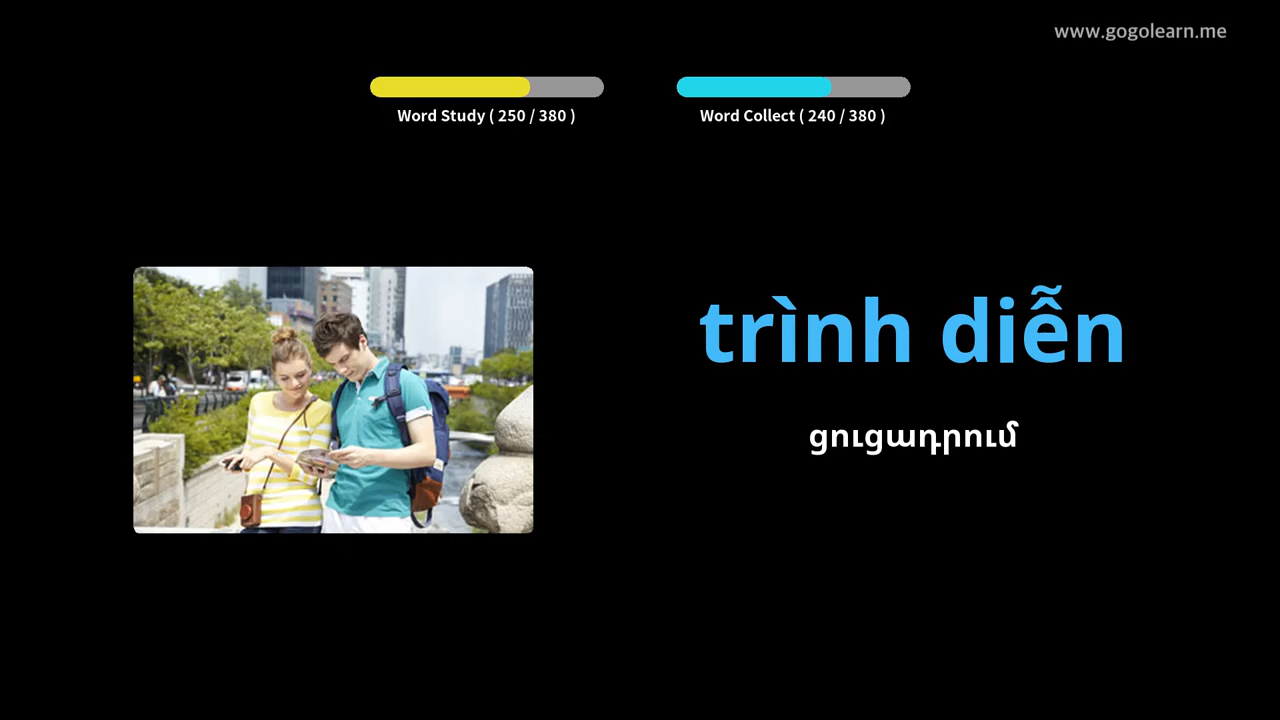 www.gogolearn.me
Word Study ( 250 / 380 )
Word Collect ( 240 / 380 )
trình diễn
ցուցադրում